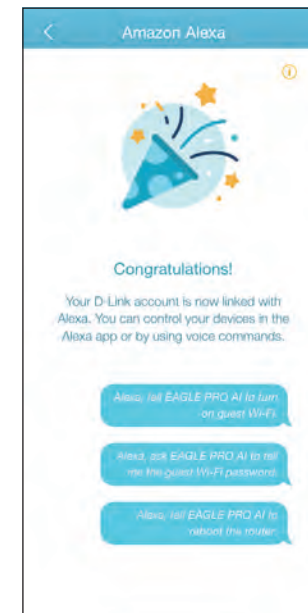 Amazon Alexa
Congratulations!
Your D-Link account is now linked with
Alexa. You can control your devices in the
Alexa app or by using voice commands.
Alexa, tell EAGLE PRO AI to turn
on guest Wi-Fi.
Alexa, ask EAGLE PRO AI to tell
me the guest Wi-Fi password.
Alexa, tell EAGLE PRO AI to
reboot the router.